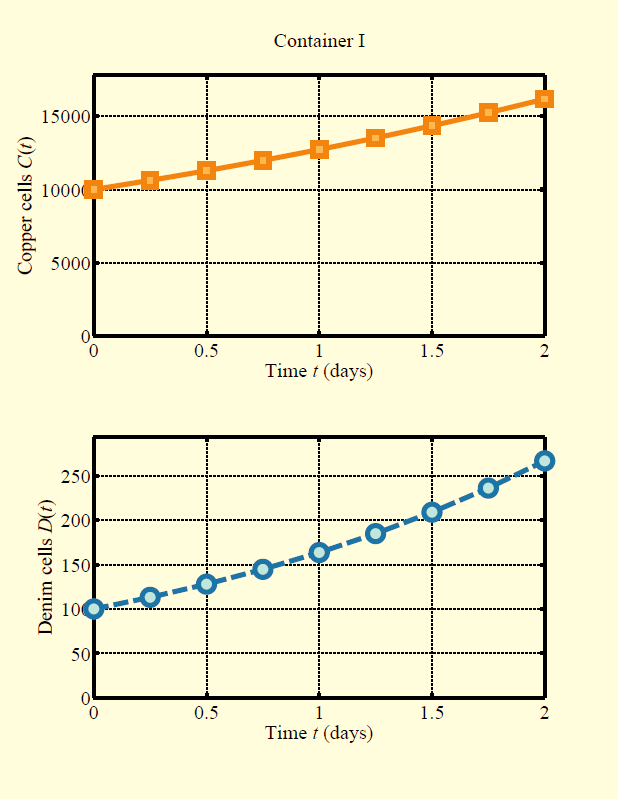 Container I
Copper cells C(t)
15000
10000
5000
0
0 0.5 1 1.5 2
Time t (days)
Denim cells D(t)
250
200
150
100
50
0
0 0.5 1 1.5 2
Time t (days)